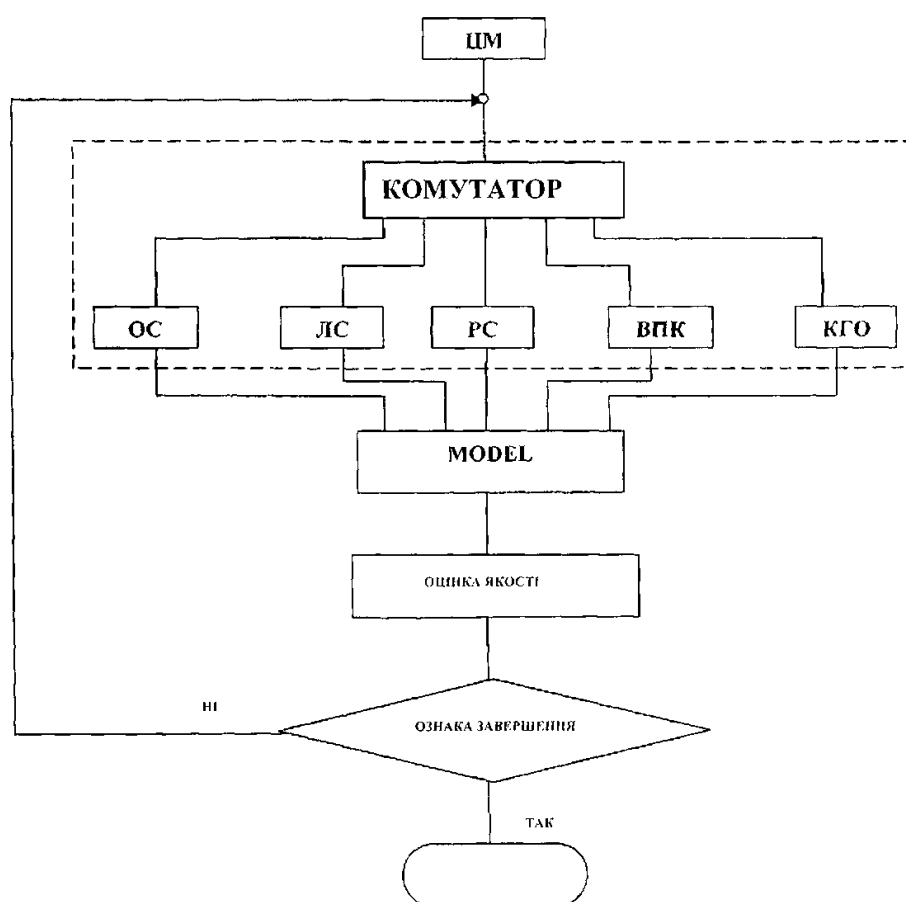 ЦМ
КОМУТАТОР
ОС
ЛС
РС
ВПК
КГО
MODEL
ОЦІНКА ЯКОСТІ
НІ
ОЗНАКА ЗАВЕРШЕННЯ
ТАК